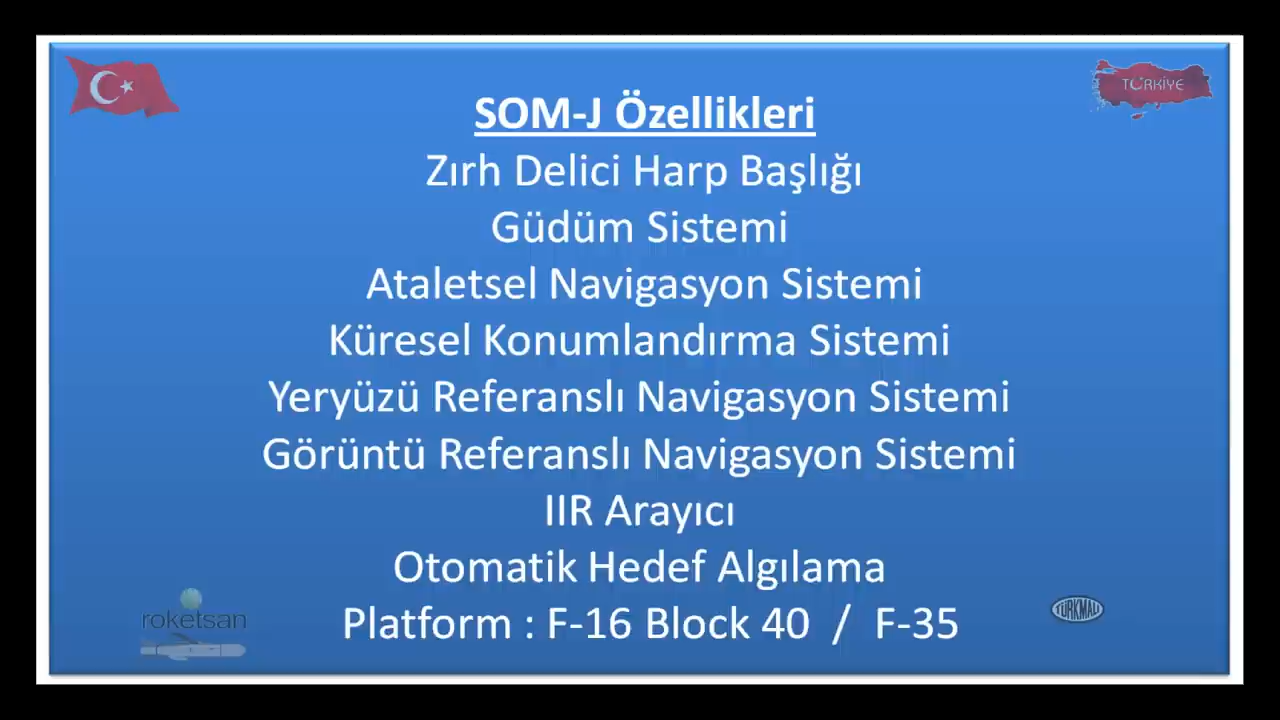 TÜRKİYE
SOM-J Özellikleri
Zırh Delici Harp Başlığı
Güdüm Sistemi
Ataletsel Navigasyon Sistemi
Küresel Konumlandırma Sistemi
Yeryüzü Referanslı Navigasyon Sistemi
Görüntü Referanslı Navigasyon Sistemi
IIR Arayıcı
Otomatik Hedef Algılama
Platform : F-16 Block 40 / F-35
roketsan
TÜRKMALI